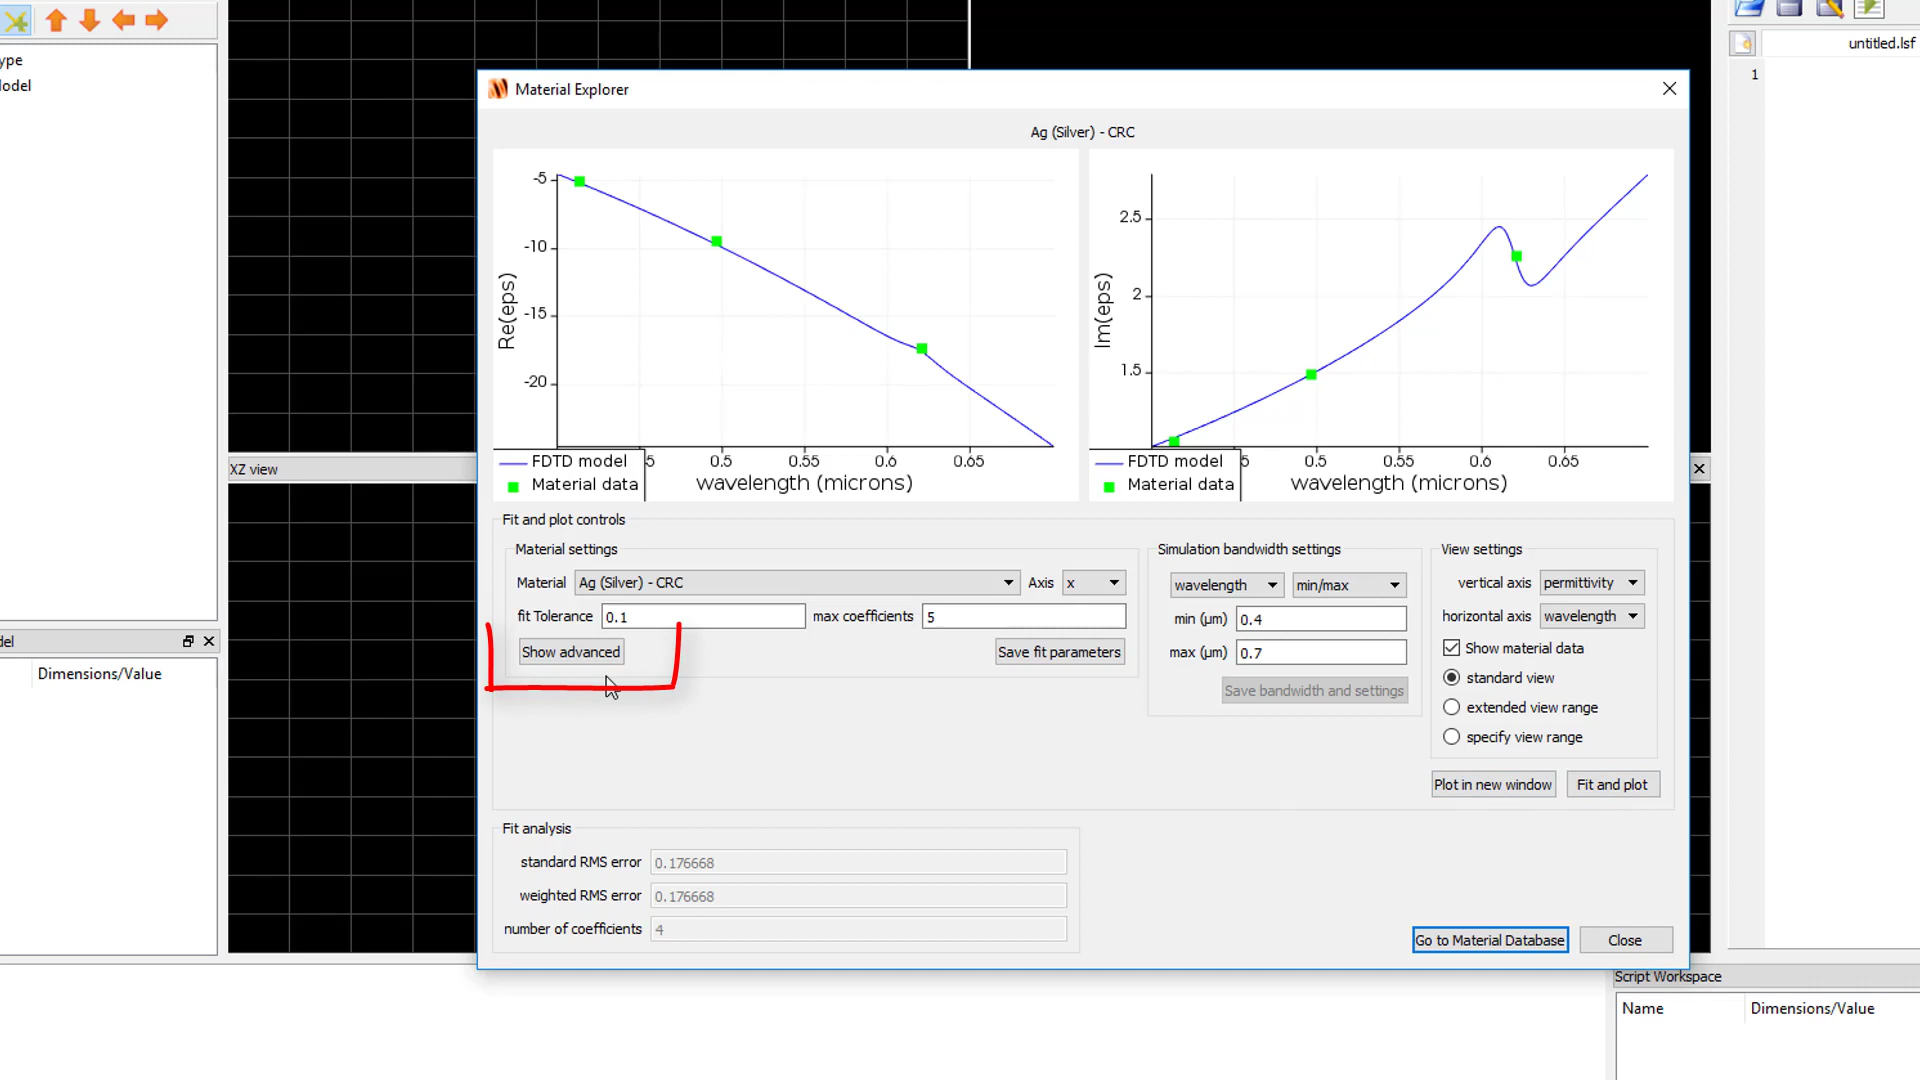 ype
odel
untitled.lsf
1
Material Explorer
Ag (Silver) - CRC
-5
-10
-15
-20
Re(eps)
5
0.5
0.55
0.6
0.65
FDTD model
Material data
wavelength (microns)
2.5
2
1.5
Im(eps)
5
0.5
0.55
0.6
0.65
FDTD model
Material data
wavelength (microns)
XZ view
Fit and plot controls
Material settings
Material Ag (Silver) - CRC Axis x
fit Tolerance 0.1 max coefficients 5
Show advanced Save fit parameters
Simulation bandwidth settings
wavelength min/max
min (µm) 0.4
max (µm) 0.7
Save bandwidth and settings
View settings
vertical axis permittivity
horizontal axis wavelength
Show material data
standard view
extended view range
specify view range
Plot in new window Fit and plot
Fit analysis
standard RMS error 0.176668
weighted RMS error 0.176668
number of coefficients 4
Go to Material Database Close
del
Dimensions/Value
Script Workspace
Name Dimensions/Value